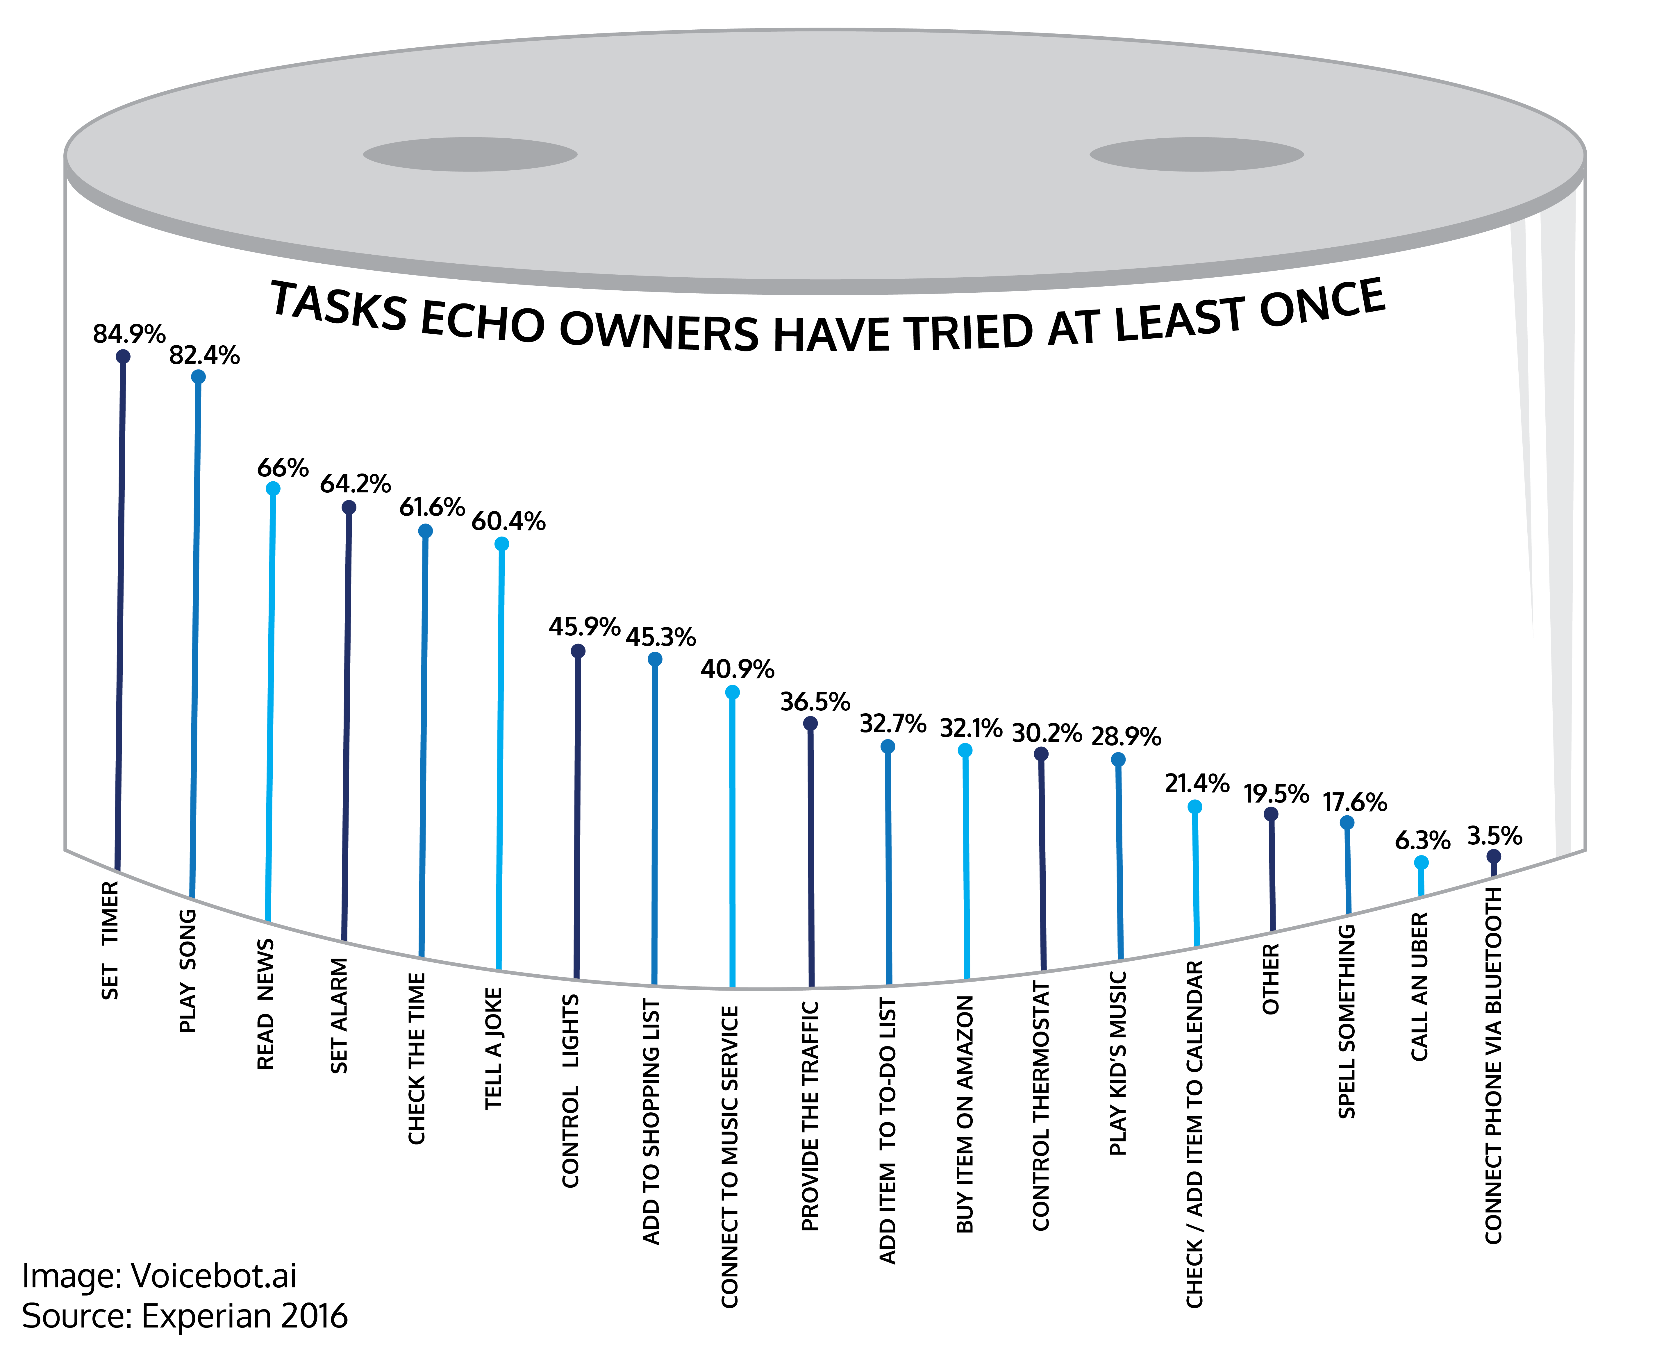 TASKS ECHO OWNERS HAVE TRIED AT LEAST ONCE
84.9%
82.4%
66%
64.2%
61.6%
60.4%
45.9%
45.3%
40.9%
36.5%
32.7%
32.1%
30.2%
28.9%
21.4%
19.5%
17.6%
6.3%
3.5%
SET TIMER
PLAY SONG
READ NEWS
SET ALARM
CHECK THE TIME
TELL A JOKE
CONTROL LIGHTS
ADD TO SHOPPING LIST
CONNECT TO MUSIC SERVICE
PROVIDE THE TRAFFIC
ADD ITEM TO TO-DO LIST
BUY ITEM ON AMAZON
CONTROL THERMOSTAT
PLAY KID'S MUSIC
CHECK / ADD ITEM TO CALENDAR
OTHER
SPELL SOMETHING
CALL AN UBER
CONNECT PHONE VIA BLUETOOTH
Image: Voicebot.ai
Source: Experian 2016